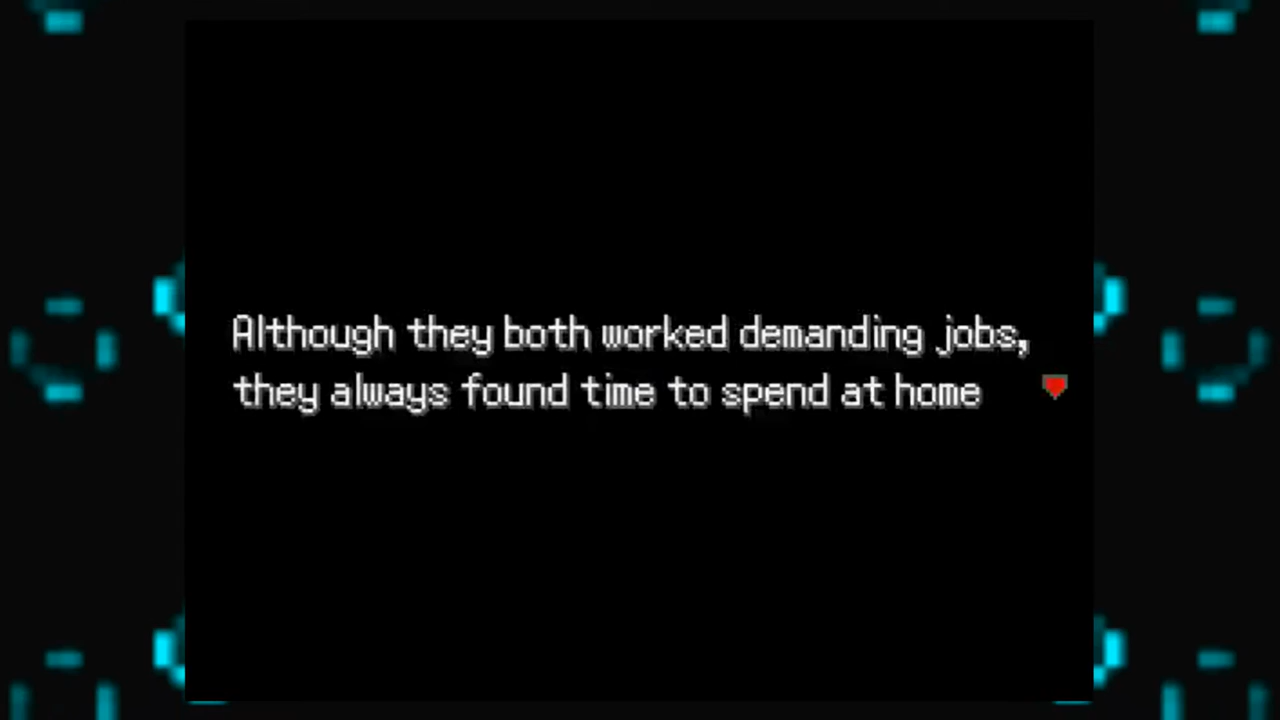 Although they both worked demanding jobs,
they always found time to spend at home